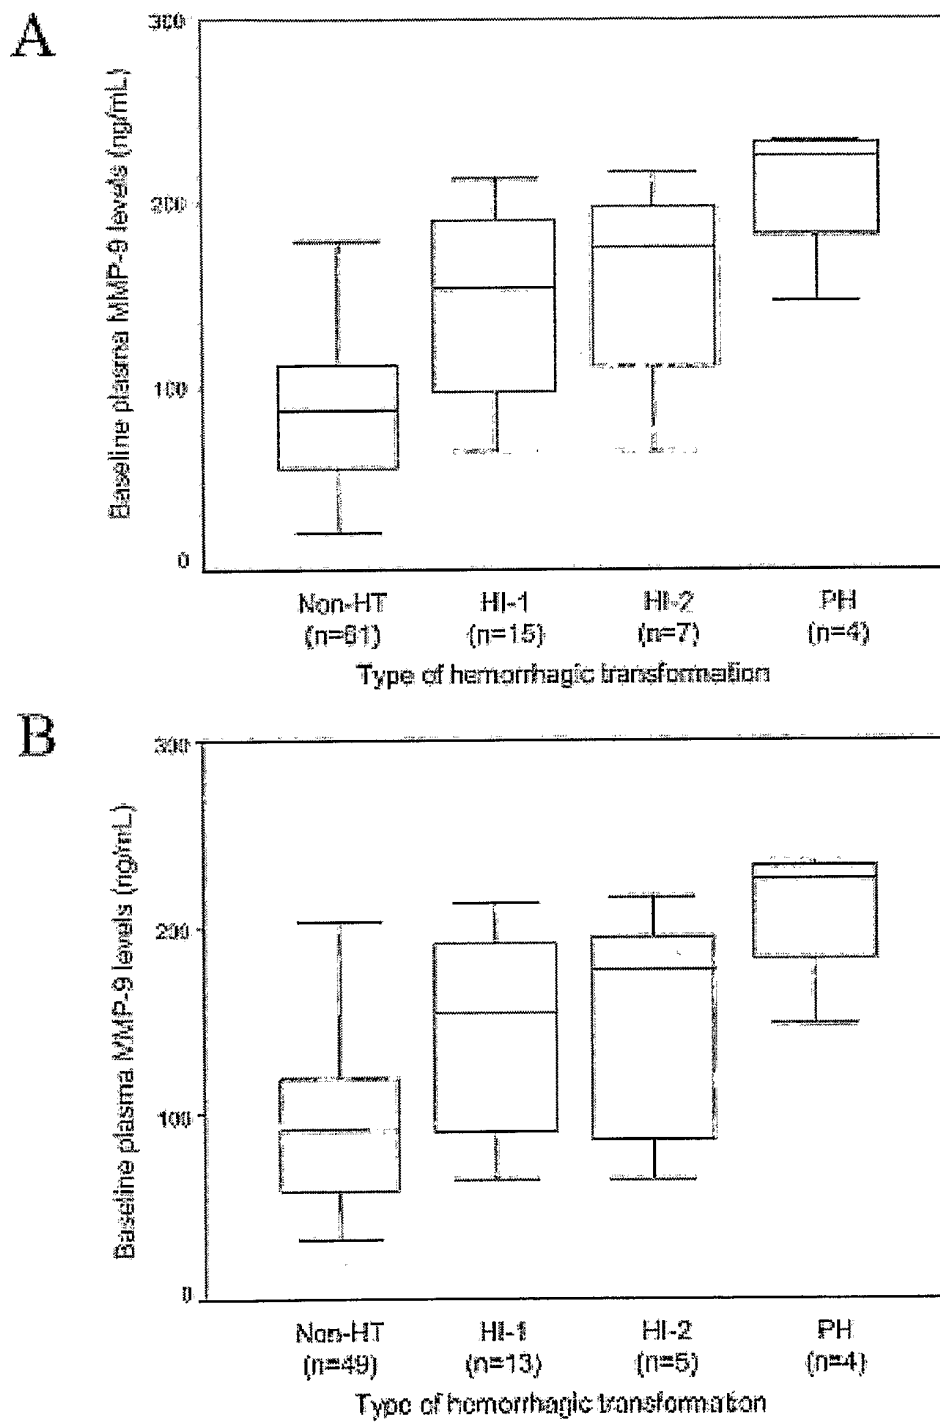 A
Baseline plasma MMP-9 levels (ng/mL)
300
200
100
0
Non-HT HI-1 HI-2 PH
(n=61) (n=15) (n=7) (n=4)
Type of hemorrhagic transformation
B
Baseline plasma MMP-9 levels (ng/mL)
300
200
100
0
Non-HT HI-1 HI-2 PH
(n=49) (n=13) (n=5) (n=4)
Type of hemorrhagic transformation